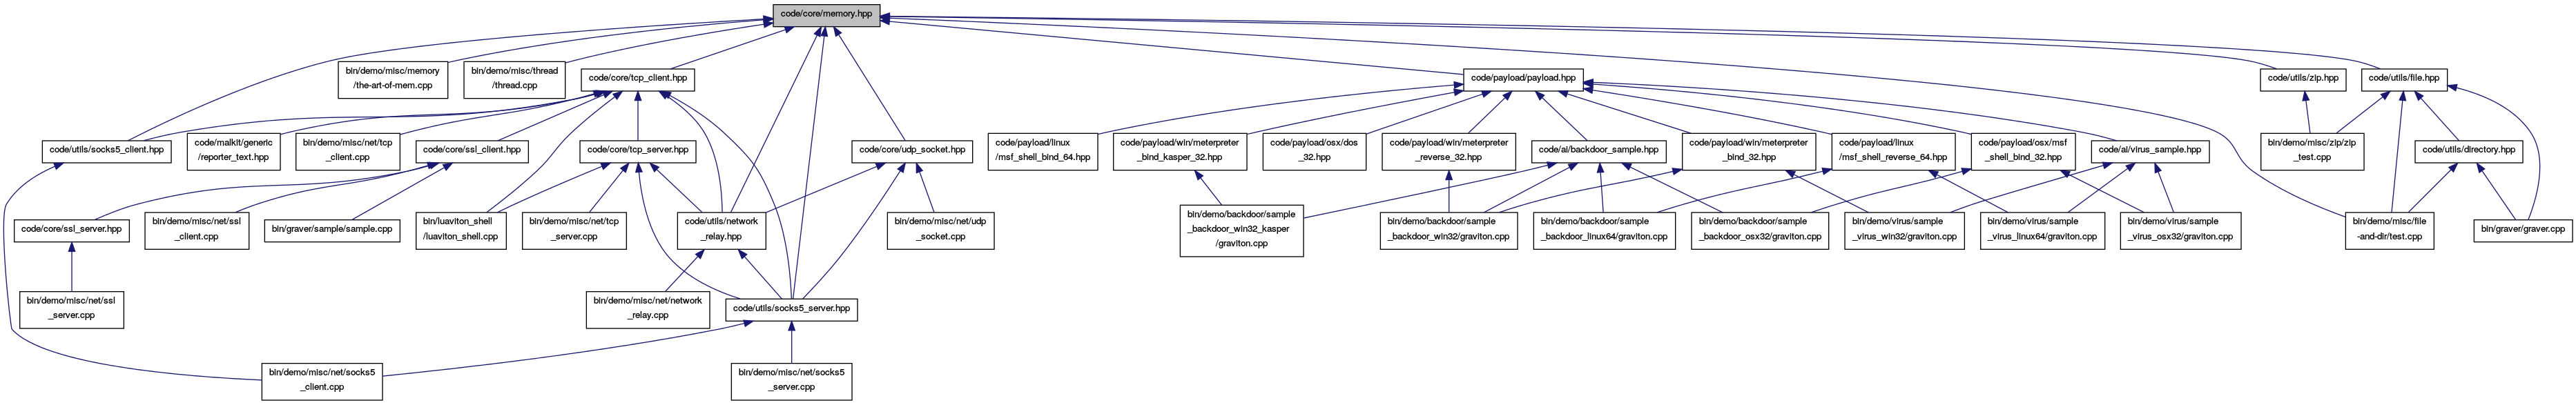 code/core/memory.hpp
bin/demo/misc/memory
/the-art-of-mem.cpp
bin/demo/misc/thread
/thread.cpp
code/core/tcp_client.hpp
code/payload/payload.hpp
code/utils/zip.hpp
code/utils/file.hpp
code/utils/socks5_client.hpp
code/malkit/generic
/reporter_text.hpp
bin/demo/misc/net/tcp
_client.cpp
code/core/ssl_client.hpp
code/core/tcp_server.hpp
code/core/udp_socket.hpp
code/payload/linux
/msf_shell_bind_64.hpp
code/payload/win/meterpreter
_bind_kasper_32.hpp
code/payload/osx/dos
_32.hpp
code/payload/win/meterpreter
_reverse_32.hpp
code/ai/backdoor_sample.hpp
code/payload/win/meterpreter
_bind_32.hpp
code/payload/linux
/msf_shell_reverse_64.hpp
code/payload/osx/msf
_shell_bind_32.hpp
code/ai/virus_sample.hpp
bin/demo/misc/zip/zip
_test.cpp
code/utils/directory.hpp
code/core/ssl_server.hpp
bin/demo/misc/net/ssl
_client.cpp
bin/graver/sample/sample.cpp
bin/luaviton_shell
/luaviton_shell.cpp
bin/demo/misc/net/tcp
_server.cpp
code/utils/network
_relay.hpp
bin/demo/misc/net/udp
_socket.cpp
bin/demo/backdoor/sample
_backdoor_win32_kasper
/graviton.cpp
bin/demo/backdoor/sample
_backdoor_win32/graviton.cpp
bin/demo/backdoor/sample
_backdoor_linux64/graviton.cpp
bin/demo/backdoor/sample
_backdoor_osx32/graviton.cpp
bin/demo/virus/sample
_virus_win32/graviton.cpp
bin/demo/virus/sample
_virus_linux64/graviton.cpp
bin/demo/virus/sample
_virus_osx32/graviton.cpp
bin/demo/misc/file
-and-dir/test.cpp
bin/graver/graver.cpp
bin/demo/misc/net/ssl
_server.cpp
bin/demo/misc/net/network
_relay.cpp
code/utils/socks5_server.hpp
bin/demo/misc/net/socks5
_client.cpp
bin/demo/misc/net/socks5
_server.cpp